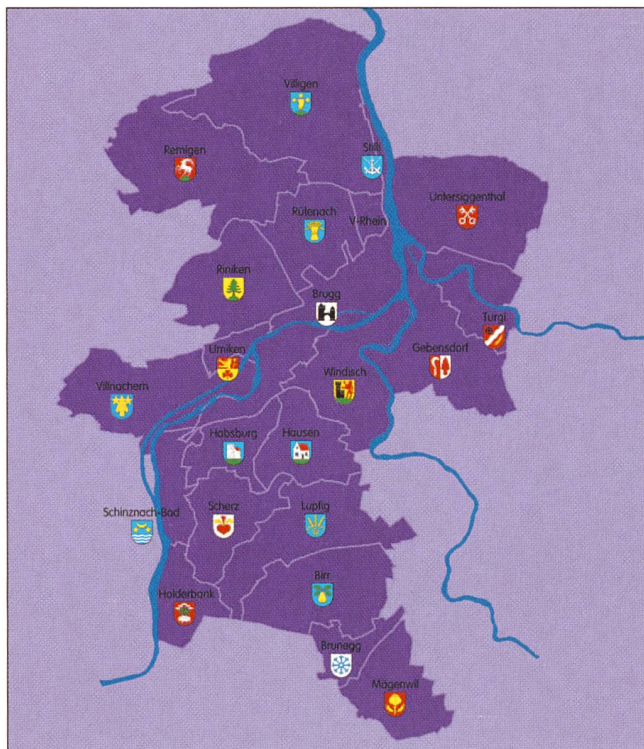 Villigen
Remigen
Stilli
Untersiggenthal
Rüfenach
V-Rhein
Riniken
Brugg
Turgi
Umiken
Gebensdorf
Windisch
Villnachern
Habsburg
Hausen
Schinznach-Bad
Scherz
Lupfig
Birr
Holderbank
Brunegg
Mägenwil